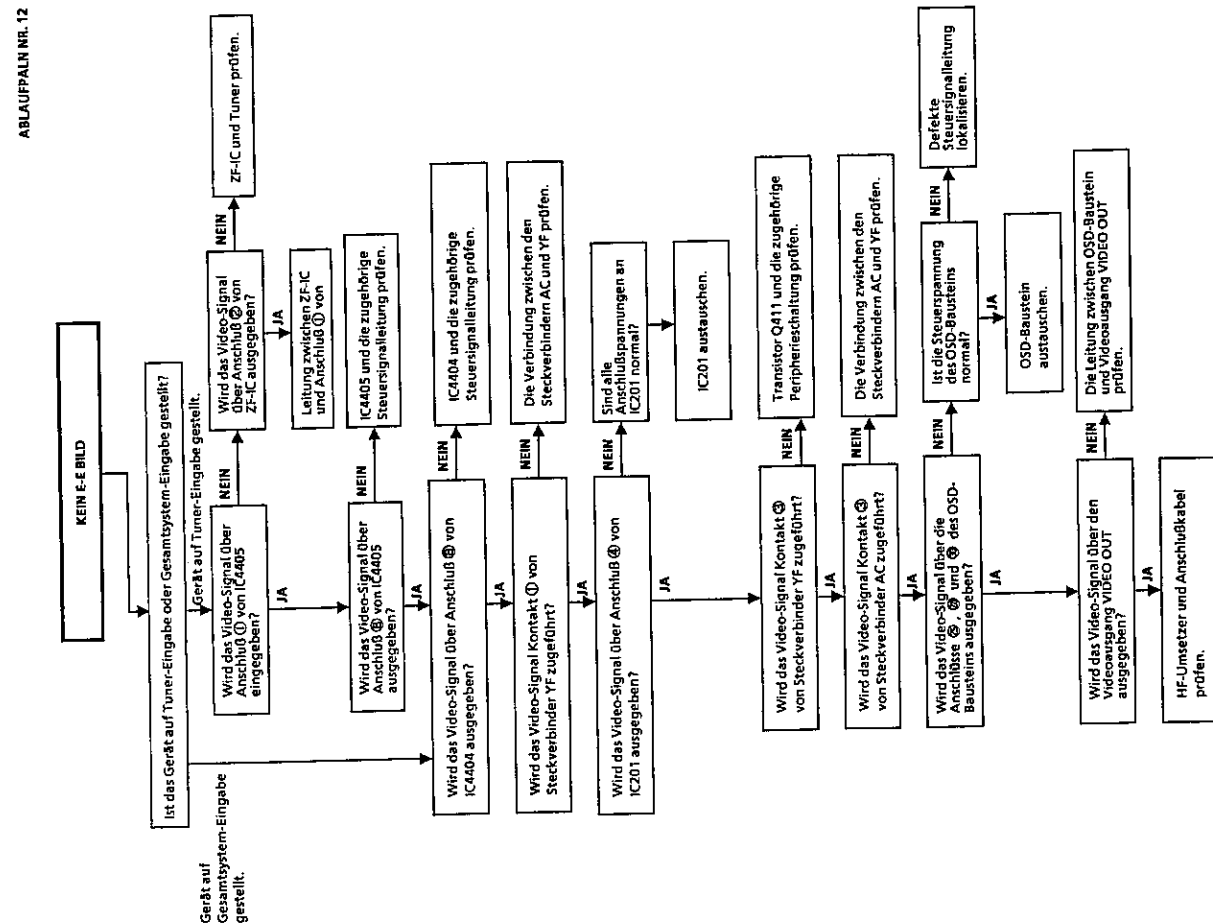 ABLAUFPALN NR. 12
KEIN E-E BILD
Ist das Gerät auf Tuner-Eingabe oder Gesamtsystem-Eingabe gestellt?
Gerät auf
Gesamtsystem-Eingabe
gestellt.
Gerät auf Tuner-Eingabe gestellt.
Wird das Video-Signal über
Anschluß ① von IC4405
eingegeben?
NEIN
Wird das Video-Signal
über Anschluß ② von
ZF-IC ausgegeben?
NEIN
ZF-IC und Tuner prüfen.
JA
Leitung zwischen ZF-IC
und Anschluß ① von
JA
Wird das Video-Signal über
Anschluß von IC4405
ausgegeben?
NEIN
IC4405 und die zugehörige
Steuersignalleitung prüfen.
JA
Wird das Video-Signal über Anschluß von
IC4404 ausgegeben?
NEIN
IC4404 und die zugehörige
Steuersignalleitung prüfen.
JA
Wird das Video-Signal Kontakt ① von
Steckverbinder YF zugeführt?
NEIN
Die Verbindung zwischen den
Steckverbindern AC und YF prüfen.
JA
Wird das Video-Signal über Anschluß ④ von
IC201 ausgegeben?
NEIN
Sind alle
Anschlußspannungen an
IC201 normal?
JA
IC201 austauschen.
JA
Wird das Video-Signal Kontakt ③
von Steckverbinder YF zugeführt?
NEIN
Transistor Q411 und die zugehörige
Peripherieschaltung prüfen.
JA
Wird das Video-Signal Kontakt ③
von Steckverbinder AC zugeführt?
NEIN
Die Verbindung zwischen den
Steckverbindern AC und YF prüfen.
JA
Wird das Video-Signal über die
Anschlüsse , und des OSD-
Bausteins ausgegeben?
NEIN
Ist die Steuerspannung
des OSD-Bausteins
normal?
NEIN
Defekte
Steuersignalleitung
lokalisieren.
JA
OSD-Baustein
austauschen.
JA
Wird das Video-Signal über den
Videoausgang VIDEO OUT
ausgegeben?
NEIN
Die Leitung zwischen OSD-Baustein
und Videoausgang VIDEO OUT
prüfen.
JA
HF-Umsetzer und Anschlußkabel
prüfen.